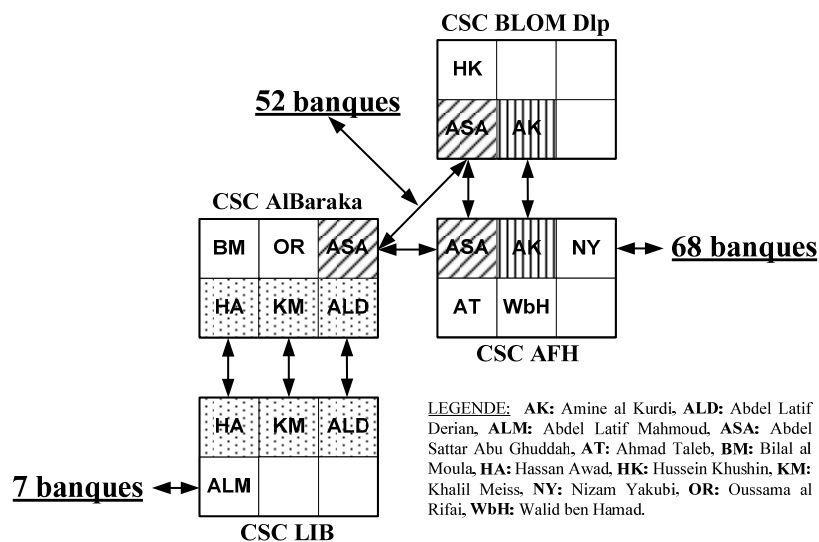 CSC BLOM Dlp
HK
ASA AK
52 banques
CSC AlBaraka
BM OR ASA
HA KM ALD
ASA AK NY
68 banques
AT WbH
CSC AFH
HA KM ALD
ALM
7 banques
CSC LIB
LEGENDE: AK: Amine al Kurdi, ALD: Abdel Latif
Derian, ALM: Abdel Latif Mahmoud, ASA: Abdel
Sattar Abu Ghuddah, AT: Ahmad Taleb, BM: Bilal al
Moula, HA: Hassan Awad, HK: Hussein Khushin, KM:
Khalil Meiss, NY: Nizam Yakubi, OR: Oussama al
Rifai, WbH: Walid ben Hamad.